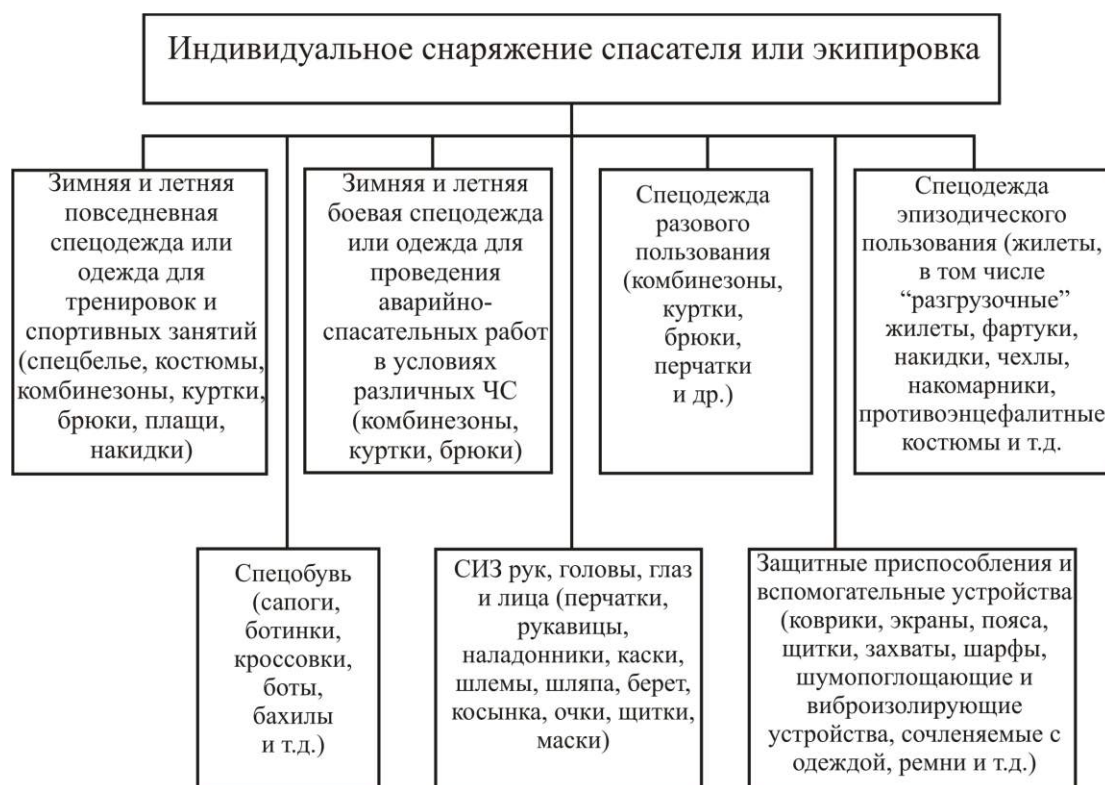 Индивидуальное снаряжение спасателя или экипировка
Зимняя и летняя
повседневная
спецодежда или
одежда для
тренировок и
спортивных занятий
(спецбелье, костюмы,
комбинезоны, куртки,
брюки, плащи,
накидки)
Зимняя и летняя
боевая спецодежда
или одежда для
проведения
аварийно-
спасательных работ
в условиях
различных ЧС
(комбинезоны,
куртки, брюки)
Спецодежда
разового
пользования
(комбинезоны,
куртки,
брюки,
перчатки
и др.)
Спецодежда
эпизодического
пользования (жилеты,
в том числе
“разгрузочные”
жилеты, фартуки,
накидки, чехлы,
накомарники,
противоэнцефалитные
костюмы и т.д.
Спецобувь
(сапоги,
ботинки,
кроссовки,
боты,
бахилы
и т.д.)
СИЗ рук, головы, глаз
и лица (перчатки,
рукавицы,
наладонники, каски,
шлемы, шляпа, берет,
косынка, очки, щитки,
маски)
Защитные приспособления и
вспомогательные устройства
(коврики, экраны, пояса,
щитки, захваты, шарфы,
шумопоглощающие и
виброизолирующие
устройства, сочленяемые с
одеждой, ремни и т.д.)